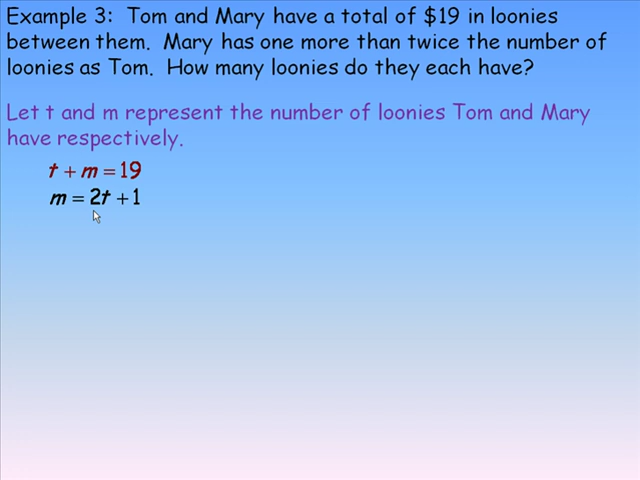 Example 3:  Tom and Mary have a total of $19 in loonies
between them.  Mary has one more than twice the number of
loonies as Tom.  How many loonies do they each have?
Let t and m represent the number of loonies Tom and Mary
have respectively.
t + m = 19
m = 2t + 1